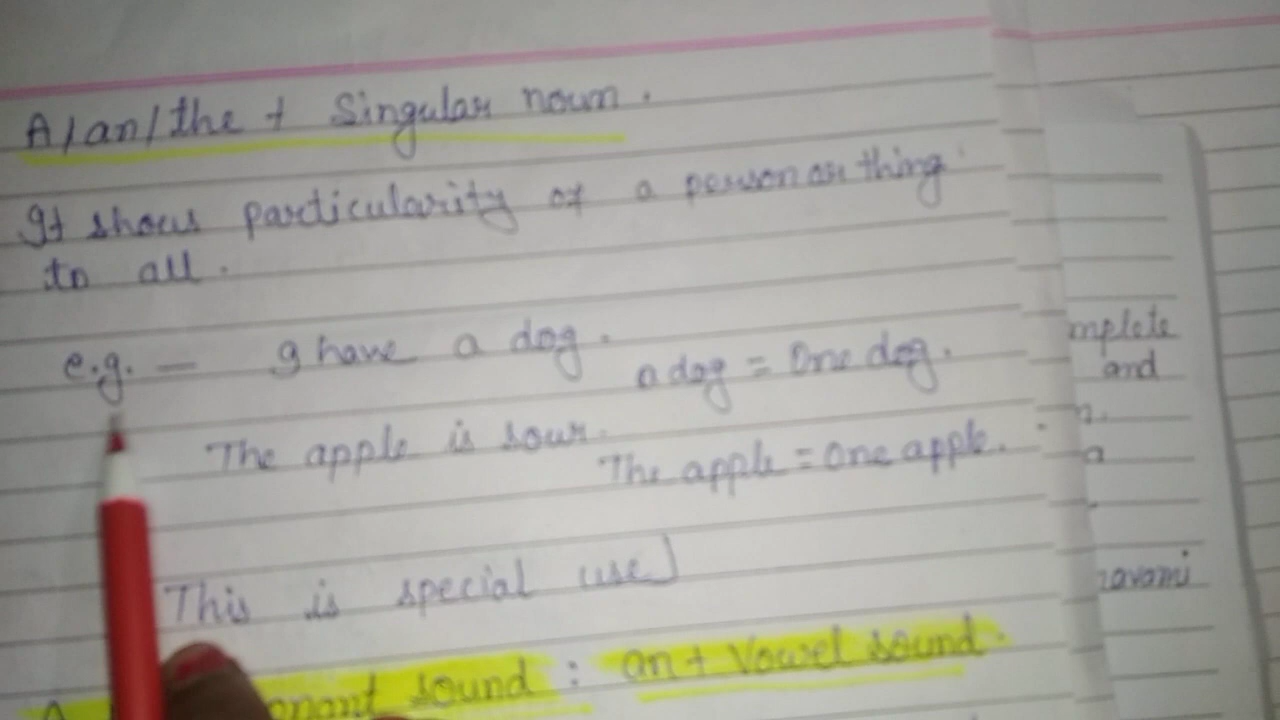 A/an/the + Singular noun.
It shows particularity of a person or thing
to all.
e.g. — I have a dog. a dog = One dog.
The apple is sour. The apple = One apple.
This is special use]
A onant sound : an + Vowel sound.
mplete
and
n.
a
navami